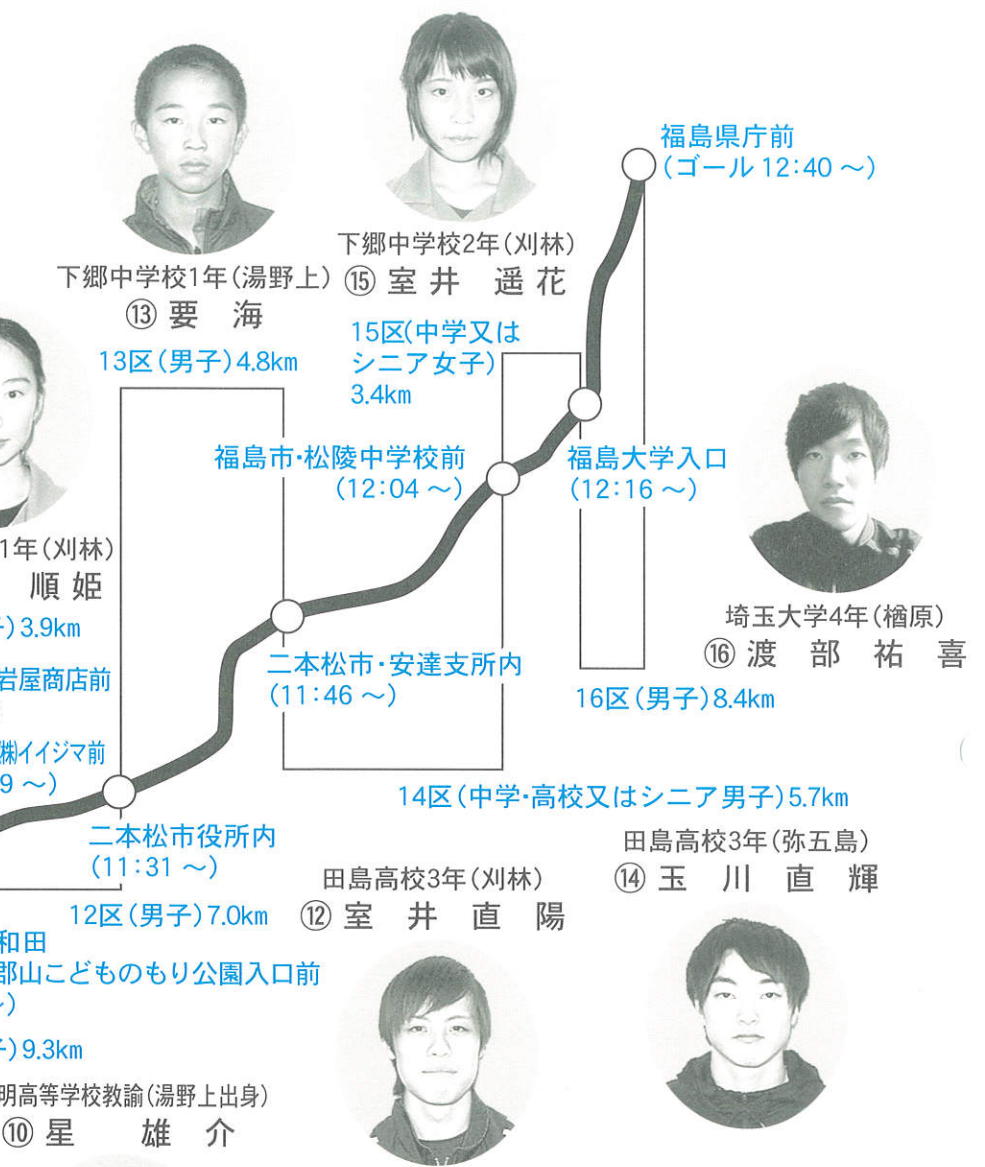 福島県庁前
(ゴール 12:40 〜)
下郷中学校2年(刈林)
⑮ 室井 遥花
下郷中学校1年(湯野上)
⑬ 要 海
15区(中学又は
シニア女子)
3.4km
13区(男子) 4.8km
福島市・松陵中学校前
(12:04 〜)
福島大学入口
(12:16 〜)
1年(刈林)
順姫
埼玉大学4年(楢原)
⑯ 渡部祐喜
)3.9km
岩屋商店前
二本松市・安達支所内
(11:46 〜)
16区(男子) 8.4km
㈱イイジマ前
9 〜)
14区(中学・高校又はシニア男子) 5.7km
二本松市役所内
(11:31 〜)
田島高校3年(弥五島)
⑭ 玉川直輝
田島高校3年(刈林)
⑫ 室井直陽
12区(男子) 7.0km
和田
郡山こどものもり公園入口前
〜)
)9.3km
明高等学校教諭(湯野上出身)
⑩ 星 雄介